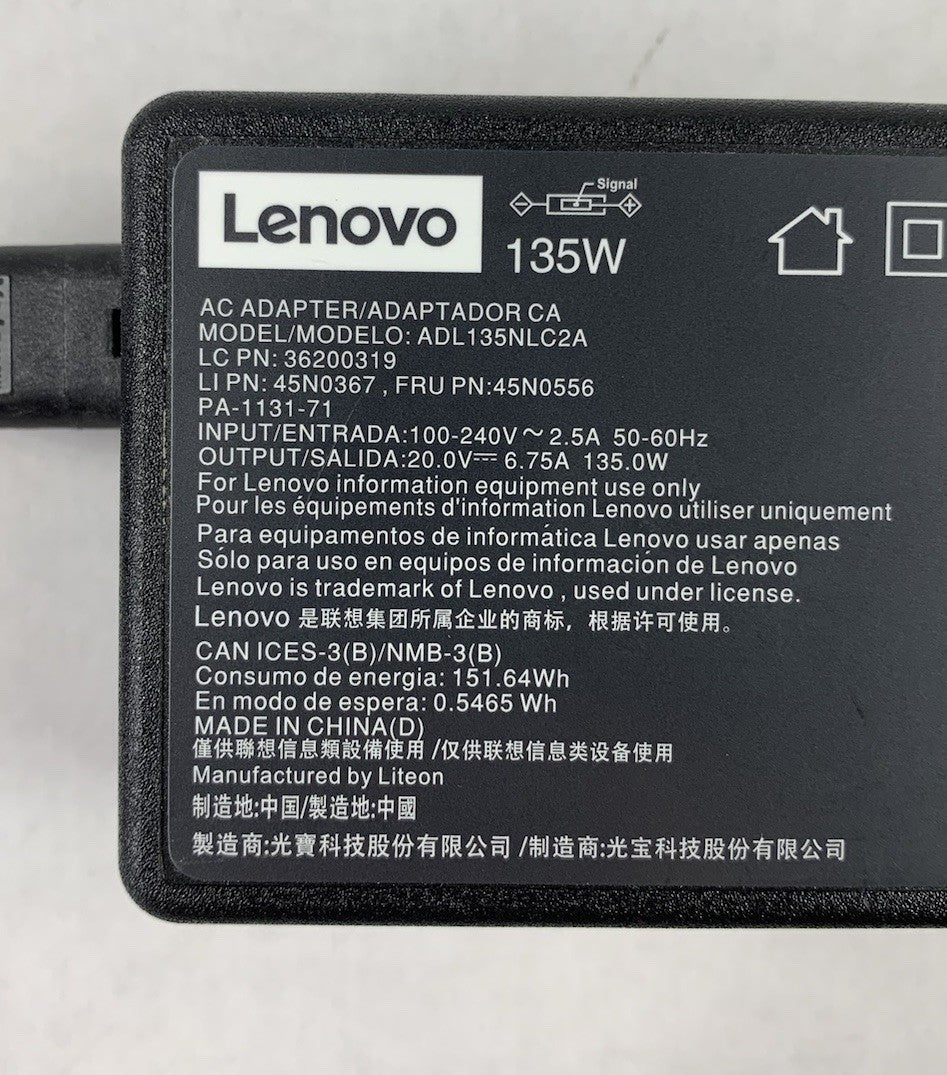 Lenovo
Signal
135W
AC ADAPTER/ADAPTADOR CA
MODEL/MODELO: ADL135NLC2A
LC PN: 36200319
LI PN: 45N0367 , FRU PN:45N0556
PA-1131-71
INPUT/ENTRADA:100-240V～2.5A 50-60Hz
OUTPUT/SALIDA:20.0V⎓ 6.75A 135.0W
For Lenovo information equipment use only
Pour les équipements d'information Lenovo utiliser uniquement
Para equipamentos de informática Lenovo usar apenas
Sólo para uso en equipos de información de Lenovo
Lenovo is trademark of Lenovo , used under license.
Lenovo 是联想集团所属企业的商标，根据许可使用。
CAN ICES-3(B)/NMB-3(B)
Consumo de energia: 151.64Wh
En modo de espera: 0.5465 Wh
MADE IN CHINA(D)
僅供聯想信息類設備使用 /仅供联想信息类设备使用
Manufactured by Liteon
制造地:中国/製造地:中國
製造商:光寶科技股份有限公司 /制造商:光宝科技股份有限公司